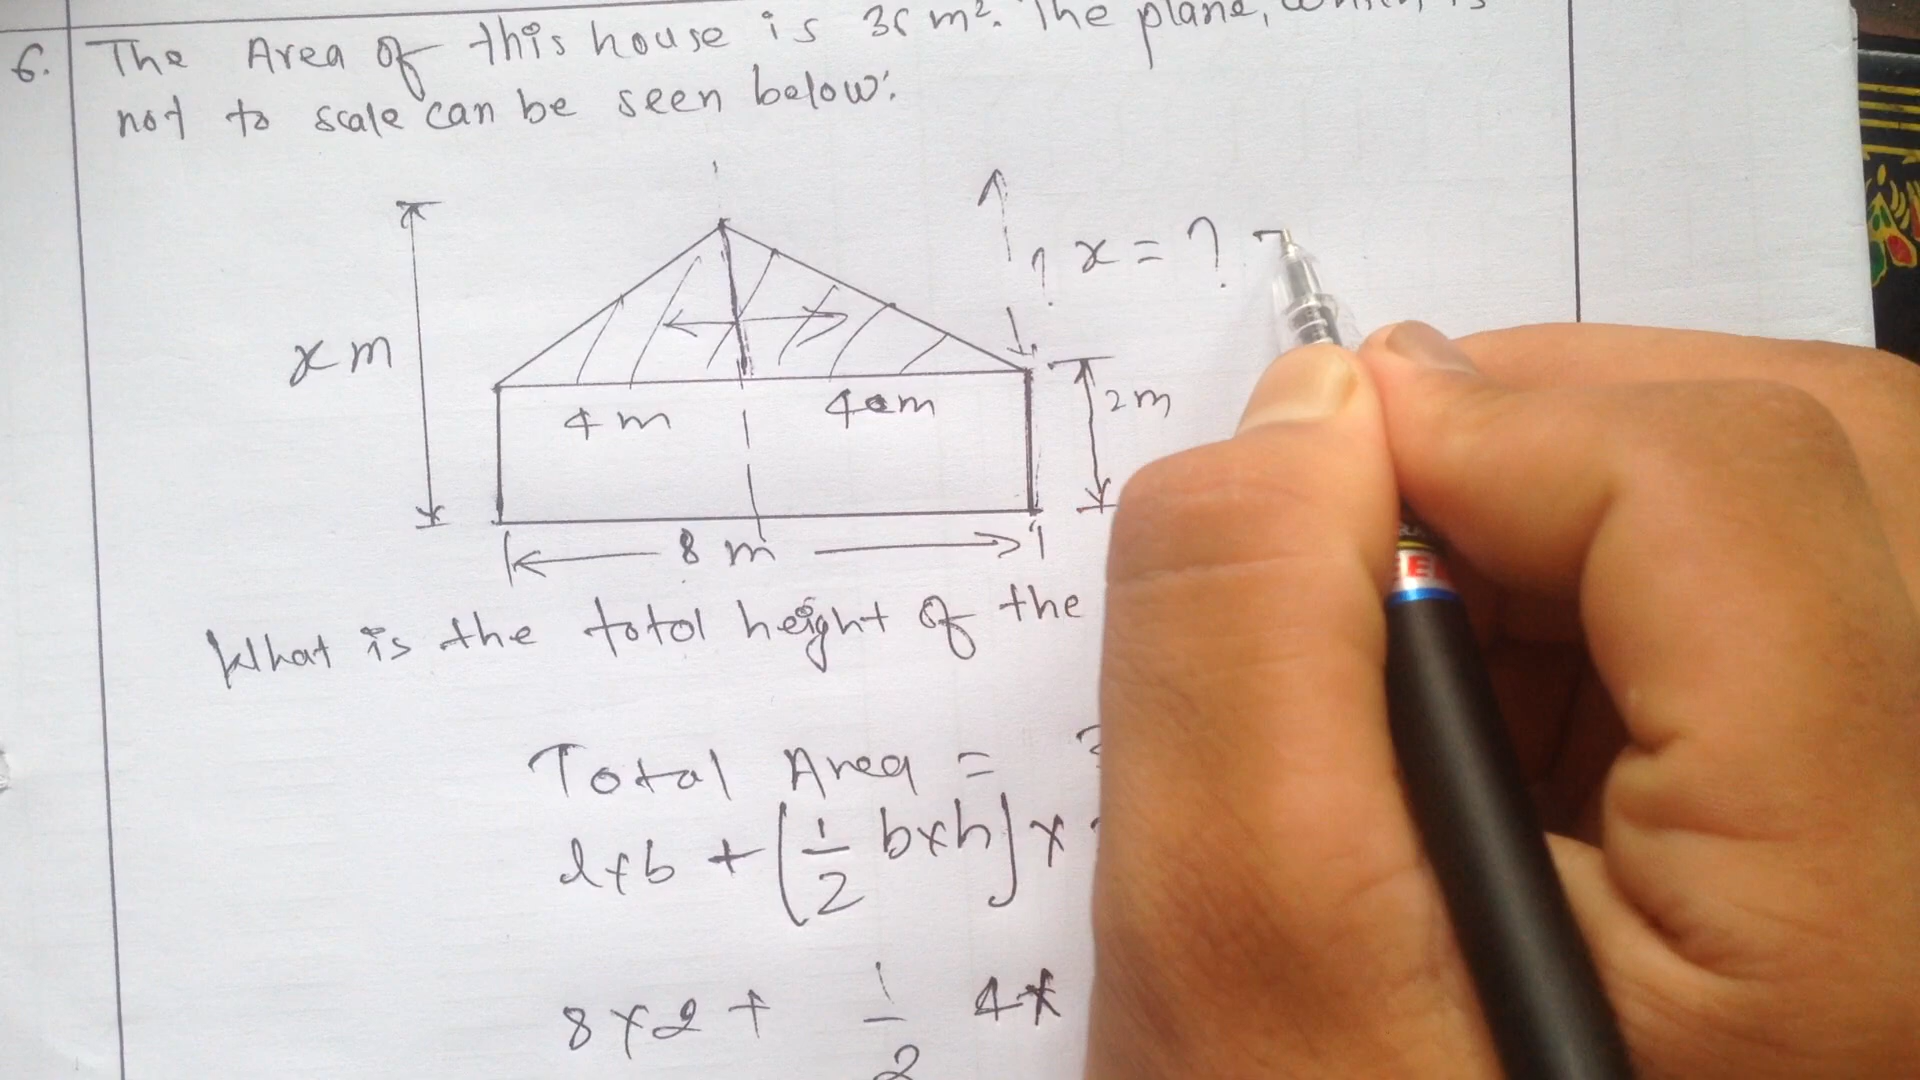 6. The Area of this house is 36 m². The plane, which is
not to scale can be seen below:
x m
? x = ?
4 m
4 m
2 m
8 m
What is the total height of the
Total Area =
l×b + (1/2 b×h) ×
8×2 + 1/2 4×